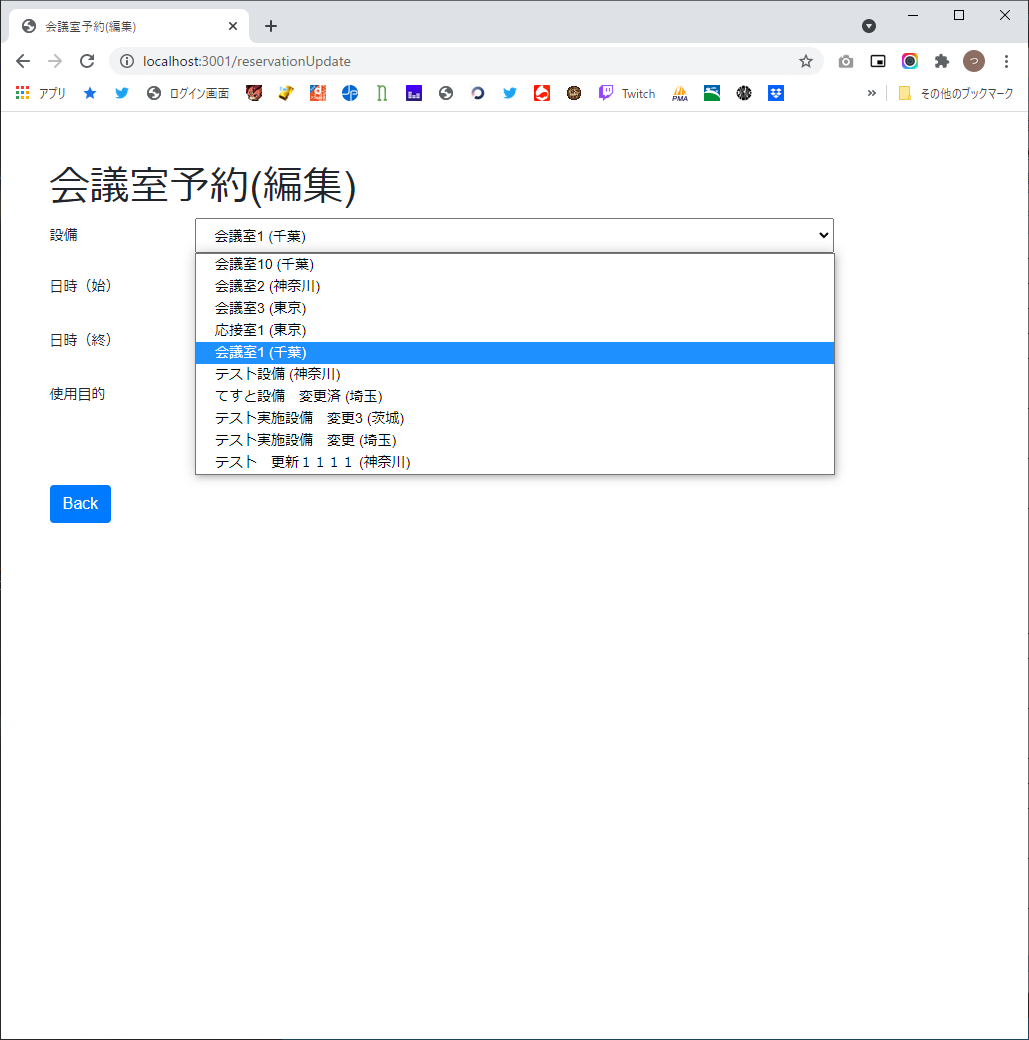 会議室予約(編集)
localhost:3001/reservationUpdate
つ
アプリ
ログイン画面
Twitch
PMA
»
その他のブックマーク
会議室予約(編集)
設備
会議室1 (千葉)
会議室10 (千葉)
会議室2 (神奈川)
日時（始）
会議室3 (東京)
応接室1 (東京)
日時（終）
会議室1 (千葉)
テスト設備 (神奈川)
使用目的
てすと設備　変更済 (埼玉)
テスト実施設備　変更3 (茨城)
テスト実施設備　変更 (埼玉)
テスト　更新１１１１ (神奈川)
Back